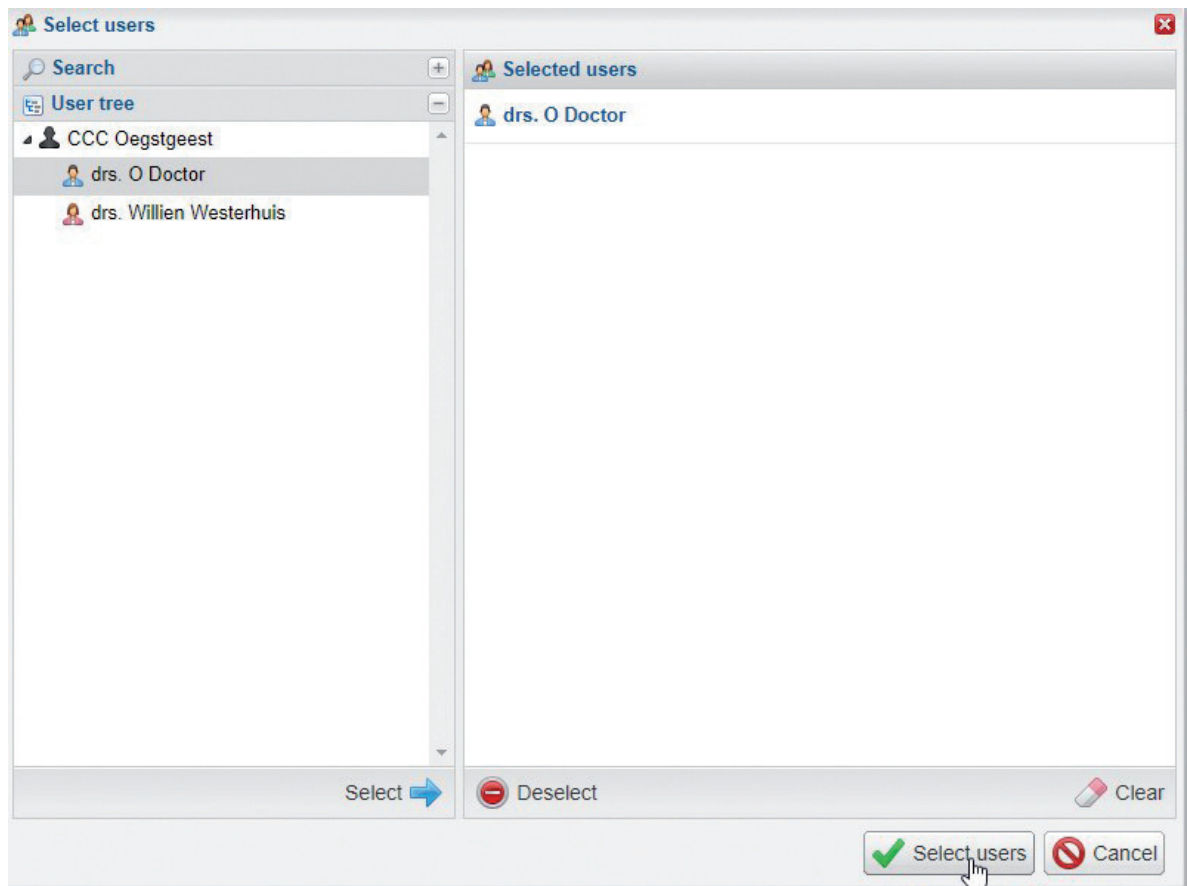 Select users
Search
User tree
CCC Oegstgeest
drs. O Doctor
drs. Willien Westerhuis
Select
Selected users
drs. O Doctor
Deselect
Clear
Select users
Cancel